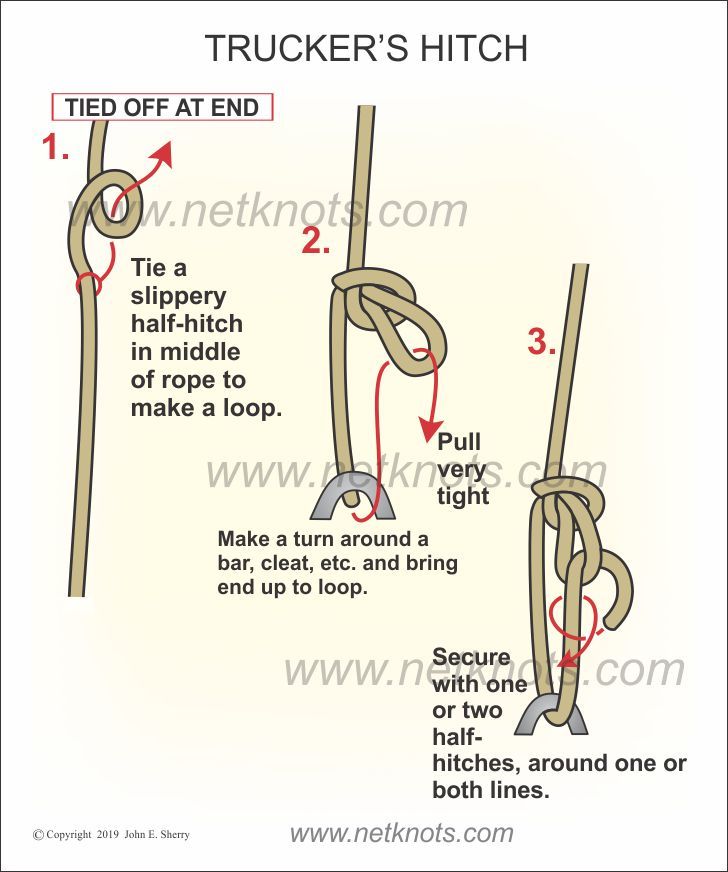 TRUCKER'S HITCH
TIED OFF AT END
1.
www.netknots.com
Tie a
slippery
half-hitch
in middle
of rope to
make a loop.
2.
Pull
very
tight
www.netknots.com
Make a turn around a
bar, cleat, etc. and bring
end up to loop.
3.
www.netknots.com
Secure
with one
or two
half-
hitches, around one or
both lines.
© Copyright 2019 John E. Sherry
www.netknots.com